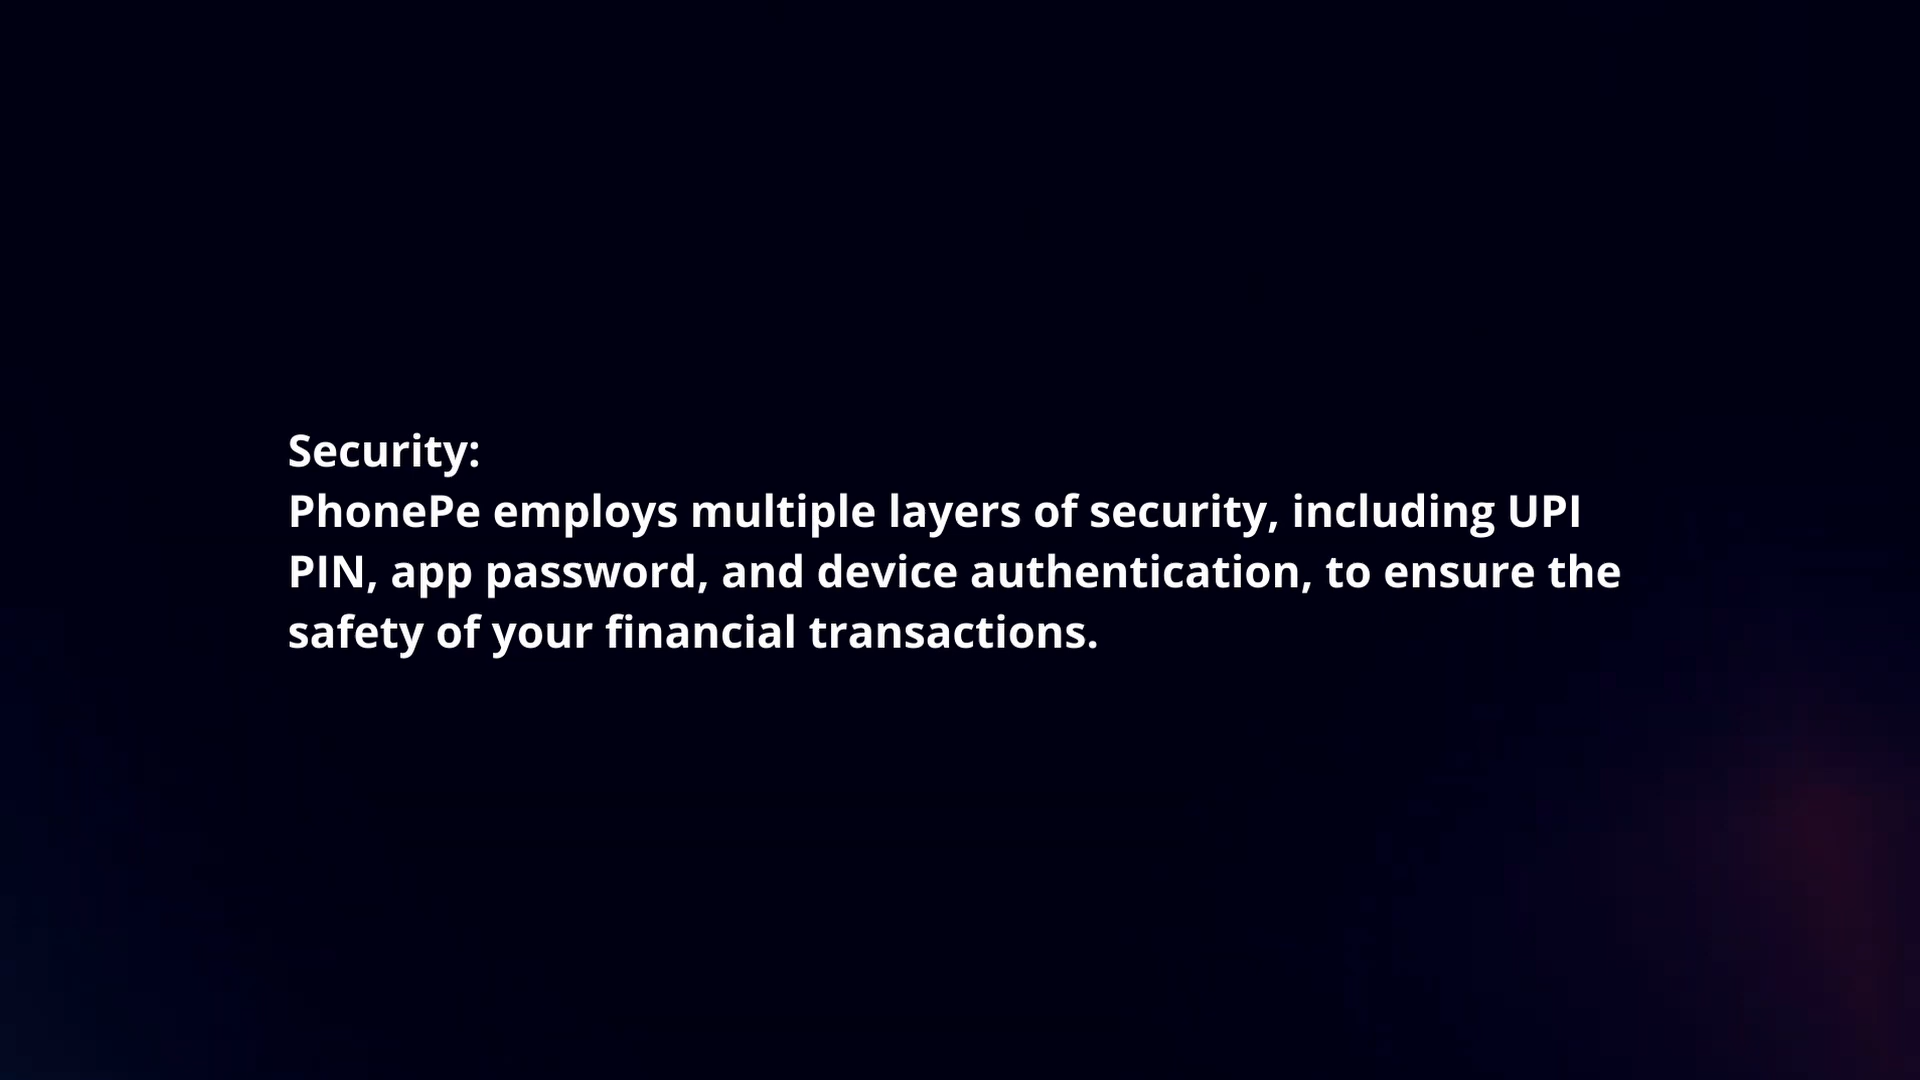 Security:
PhonePe employs multiple layers of security, including UPI
PIN, app password, and device authentication, to ensure the
safety of your financial transactions.